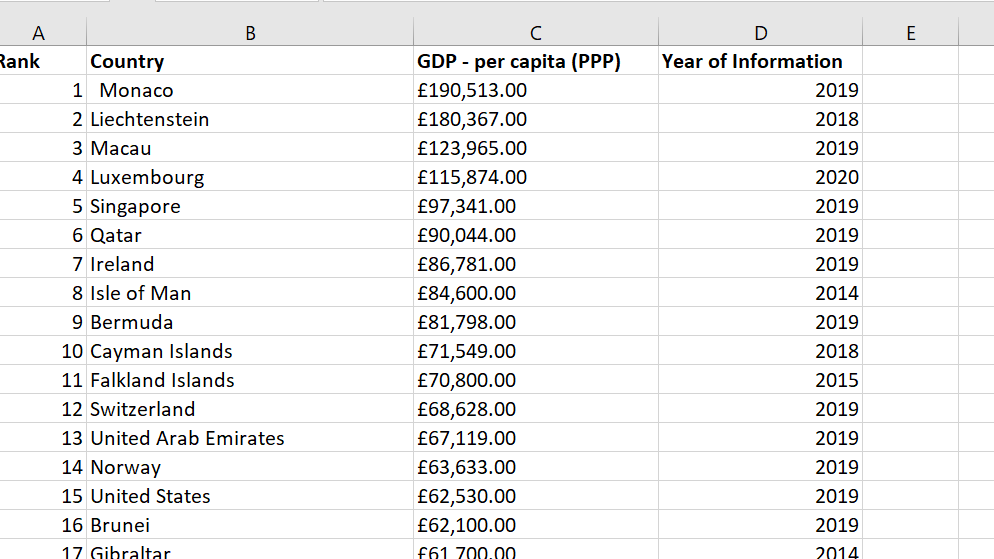 A B C D E
Rank Country GDP - per capita (PPP) Year of Information
1 Monaco £190,513.00 2019
2 Liechtenstein £180,367.00 2018
3 Macau £123,965.00 2019
4 Luxembourg £115,874.00 2020
5 Singapore £97,341.00 2019
6 Qatar £90,044.00 2019
7 Ireland £86,781.00 2019
8 Isle of Man £84,600.00 2014
9 Bermuda £81,798.00 2019
10 Cayman Islands £71,549.00 2018
11 Falkland Islands £70,800.00 2015
12 Switzerland £68,628.00 2019
13 United Arab Emirates £67,119.00 2019
14 Norway £63,633.00 2019
15 United States £62,530.00 2019
16 Brunei £62,100.00 2019
17 Gibraltar £61,700.00 2014